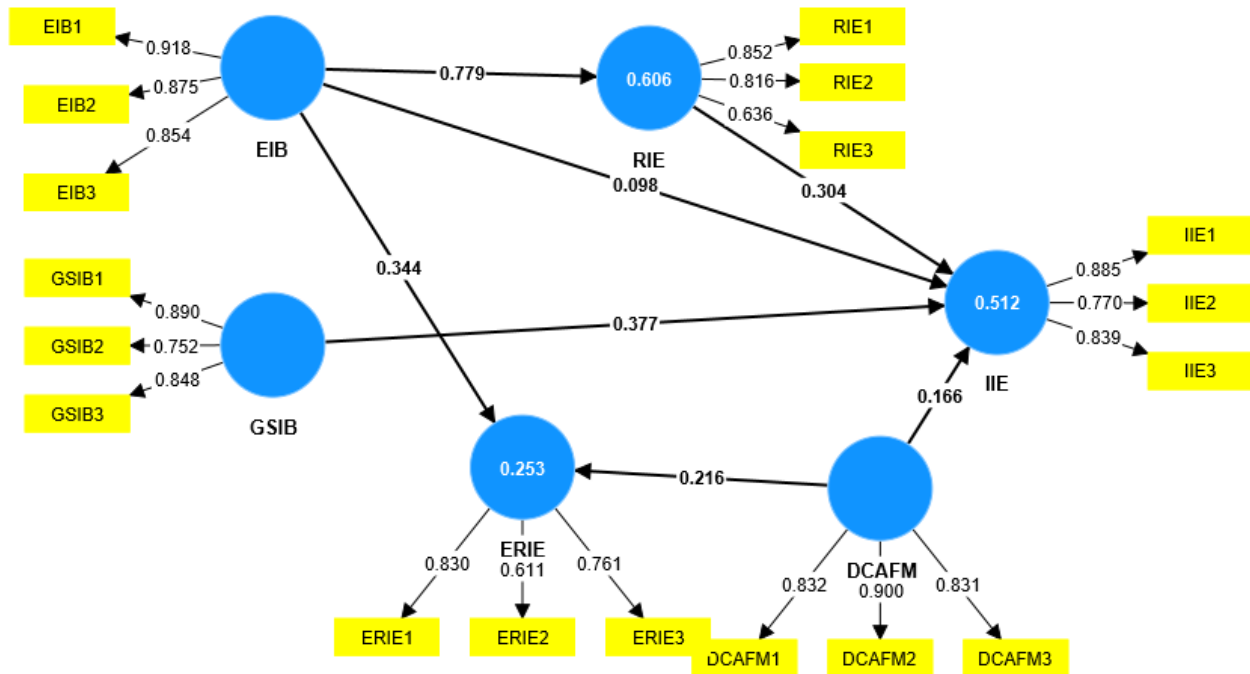 EIB1
0.918
EIB2
0.875
EIB3
0.854
EIB
0.779
0.606
RIE
RIE1
0.852
RIE2
0.816
RIE3
0.636
0.098
0.304
0.344
GSIB1
0.890
GSIB2
0.752
GSIB3
0.848
GSIB
0.377
0.512
IIE
IIE1
0.885
IIE2
0.770
IIE3
0.839
0.166
0.253
0.216
ERIE
0.830
0.611
0.761
ERIE1
ERIE2
ERIE3
DCAFM
0.832
0.900
0.831
DCAFM1
DCAFM2
DCAFM3